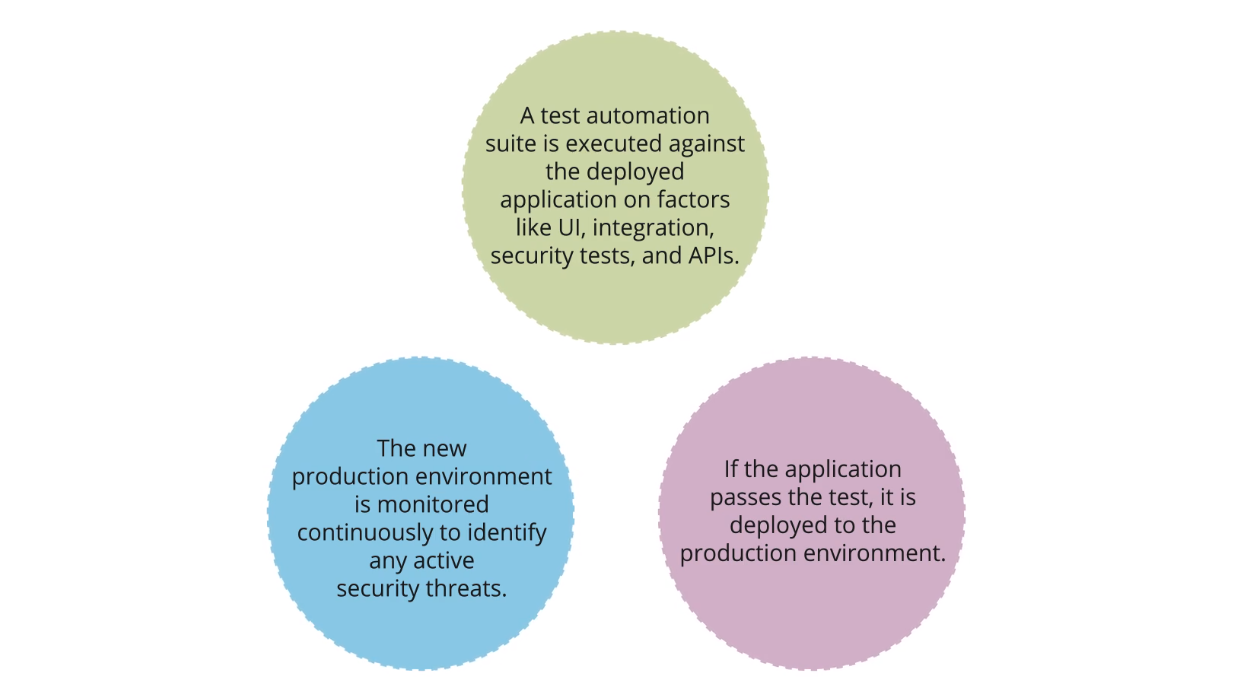 A test automation
suite is executed against
the deployed
application on factors
like UI, integration,
security tests, and APIs.
The new
production environment
is monitored
continuously to identify
any active
security threats.
If the application
passes the test, it is
deployed to the
production environment.